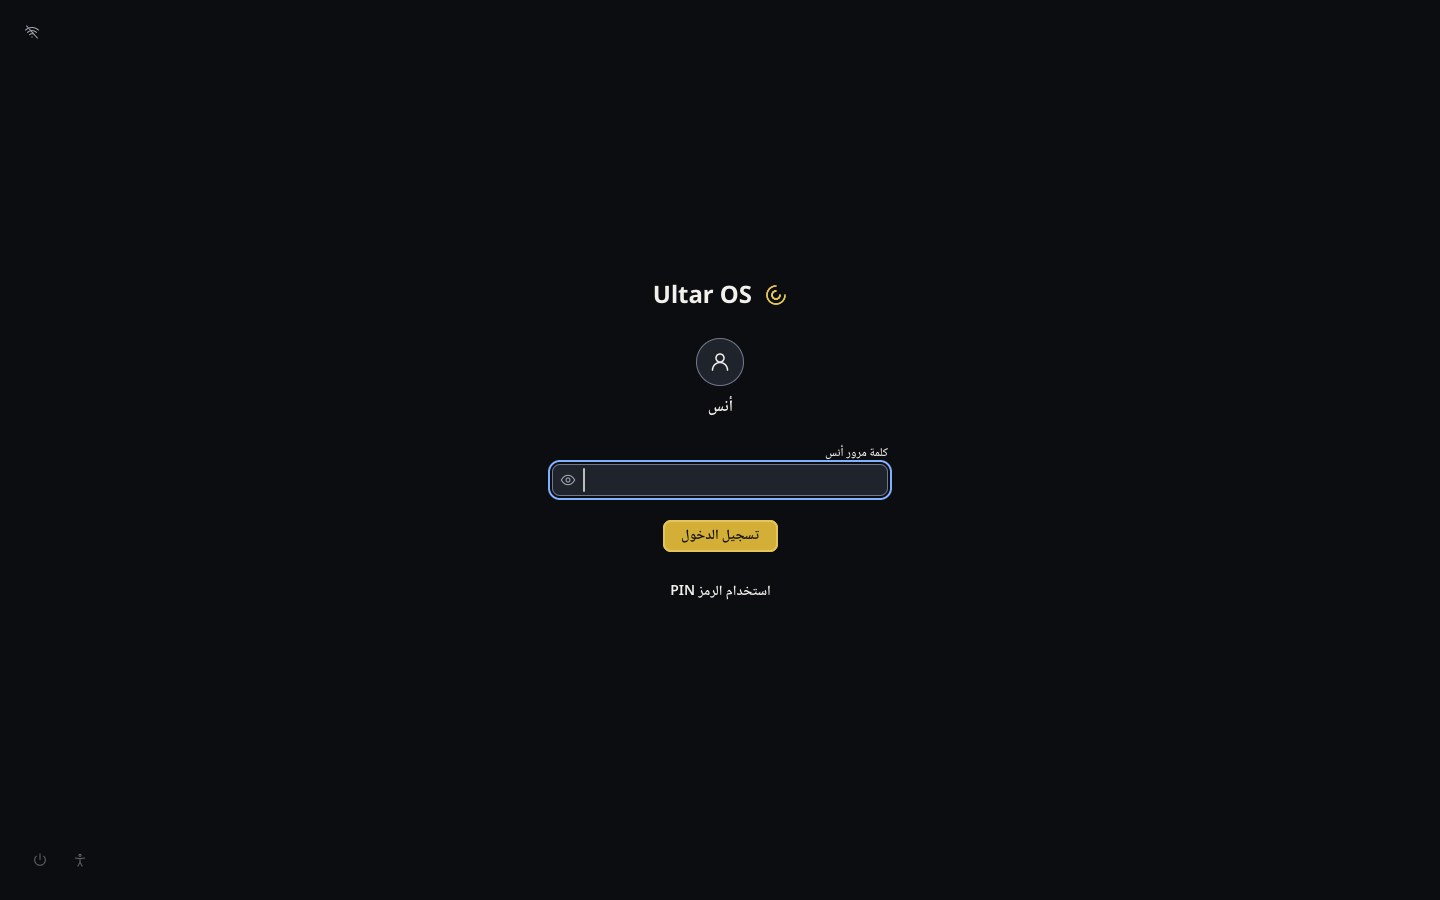 Ultar OS
أنس
كلمة مرور أنس
تسجيل الدخول
استخدام الرمز PIN